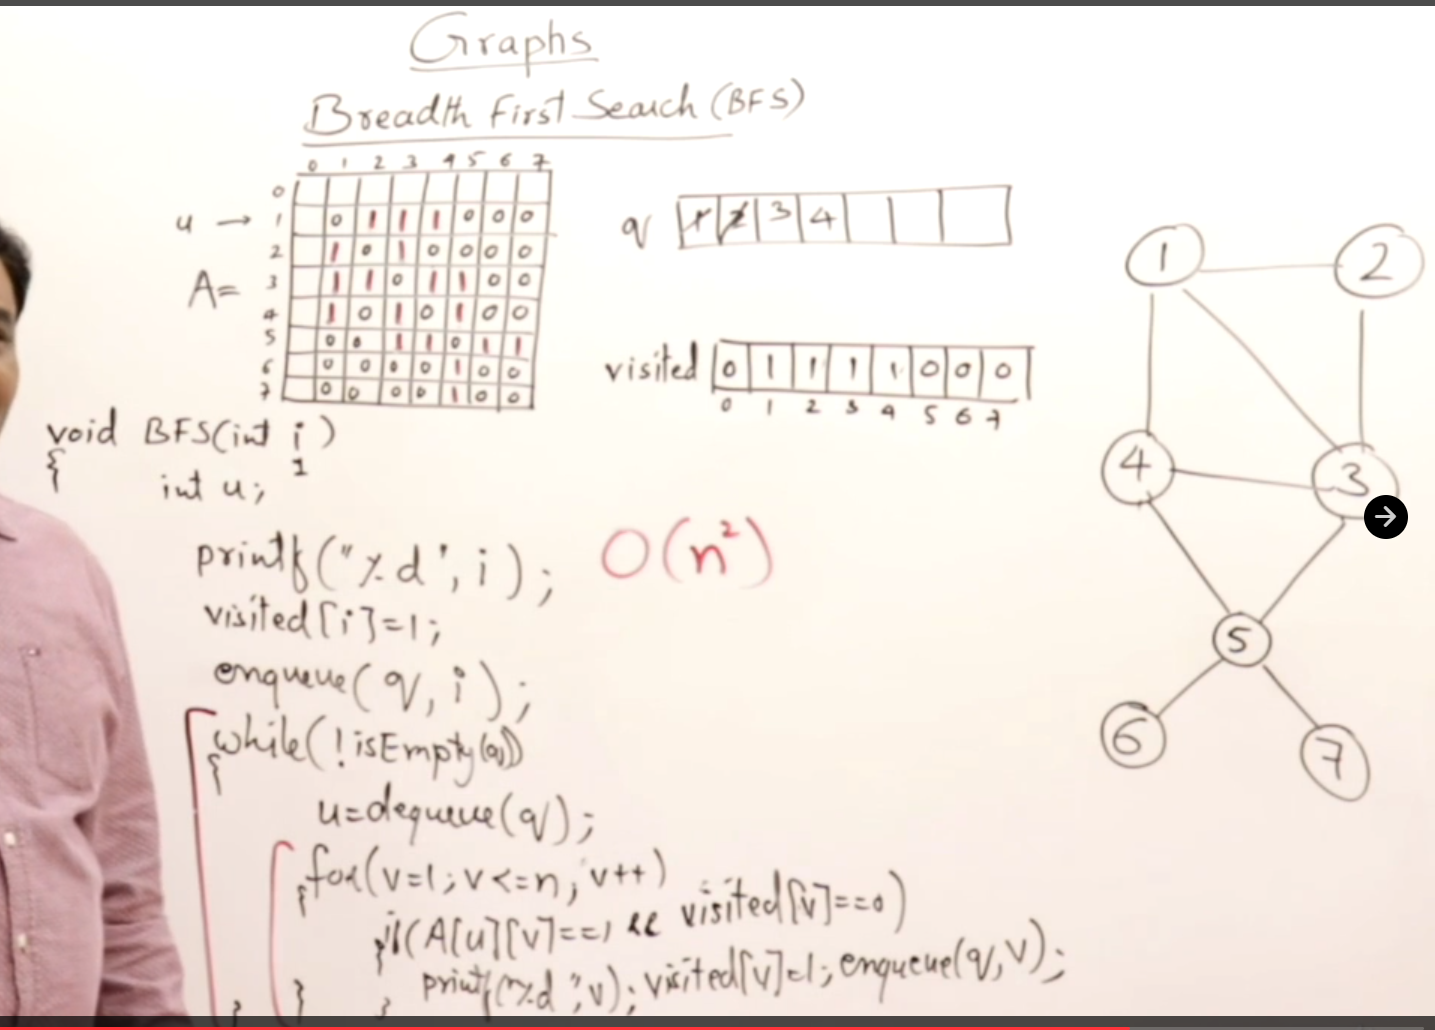 Graphs
Breadth First Search (BFS)
0 1 2 3 4 5 6 7
0
u → 1 0 1 1 1 0 0 0
2 1 0 1 0 0 0 0
A= 3 1 1 0 1 1 0 0
4 1 0 1 0 1 0 0
5 0 0 1 1 0 1 1
6 0 0 0 0 1 0 0
7 0 0 0 0 1 0 0
q 1 2 3 4
visited 0 1 1 1 1 0 0 0
0 1 2 3 4 5 6 7
1 2
4 3
5
6 7
void BFS(int i)
1
{ int u;
printf("%d", i);
visited[i]=1;
enqueue(q, i);
while(!isEmpty(q))
{
u=dequeue(q);
for(v=1; v<=n; v++)
{
if(A[u][v]==1 && visited[v]==0)
{
printf("%d", v); visited[v]=1; enqueue(q, v);
} } }
O(n²)